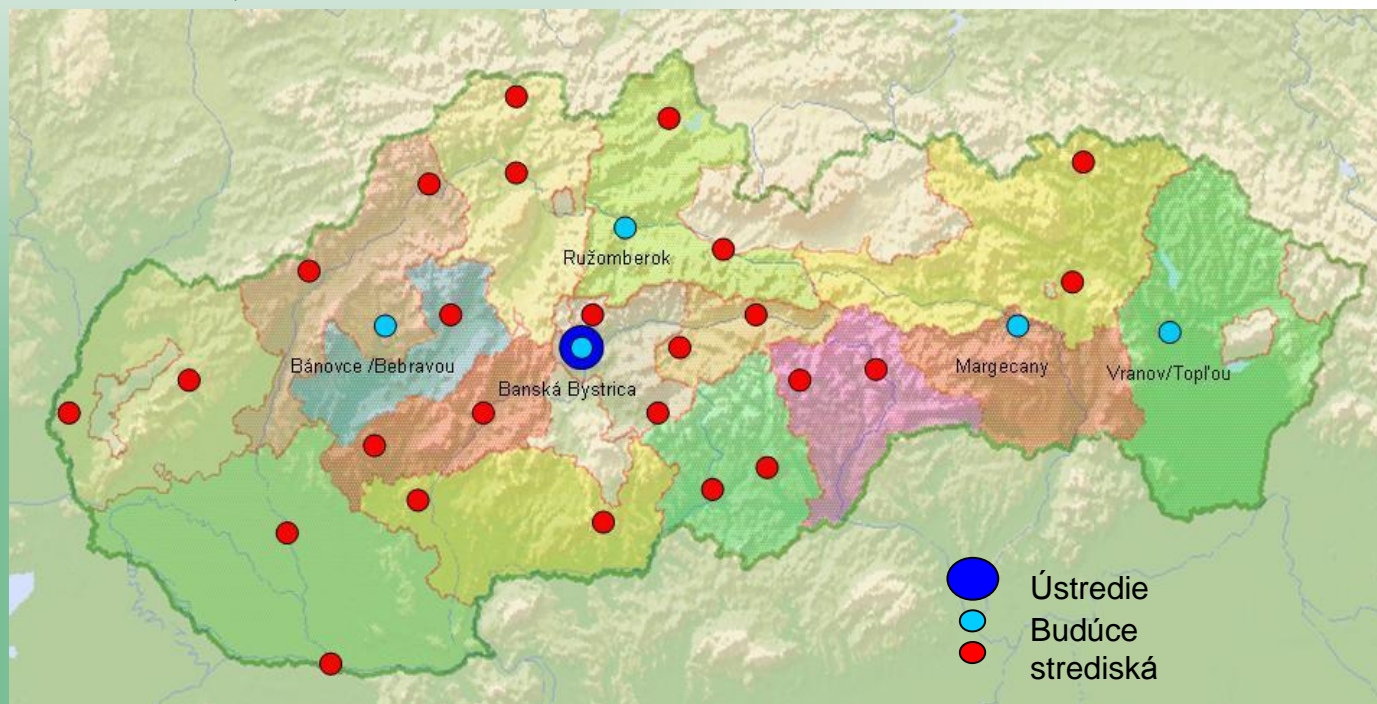 Ružomberok
Bánovce /Bebravou
Banská Bystrica
Margecany
Vranov/Topľou
Ústredie
Budúce
strediská